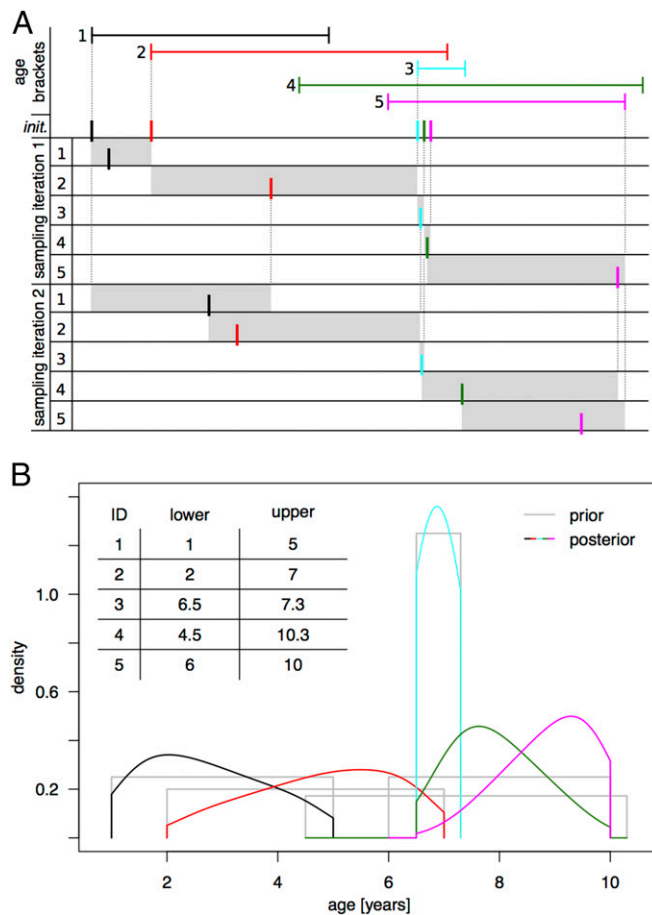 A
age
brackets
1
2
3
4
5
init.
sampling iteration 1
1
2
3
4
5
sampling iteration 2
1
2
3
4
5
B
ID lower upper
1 1 5
2 2 7
3 6.5 7.3
4 4.5 10.3
5 6 10
prior
posterior
density
1.0
0.6
0.2
2 4 6 8 10
age [years]